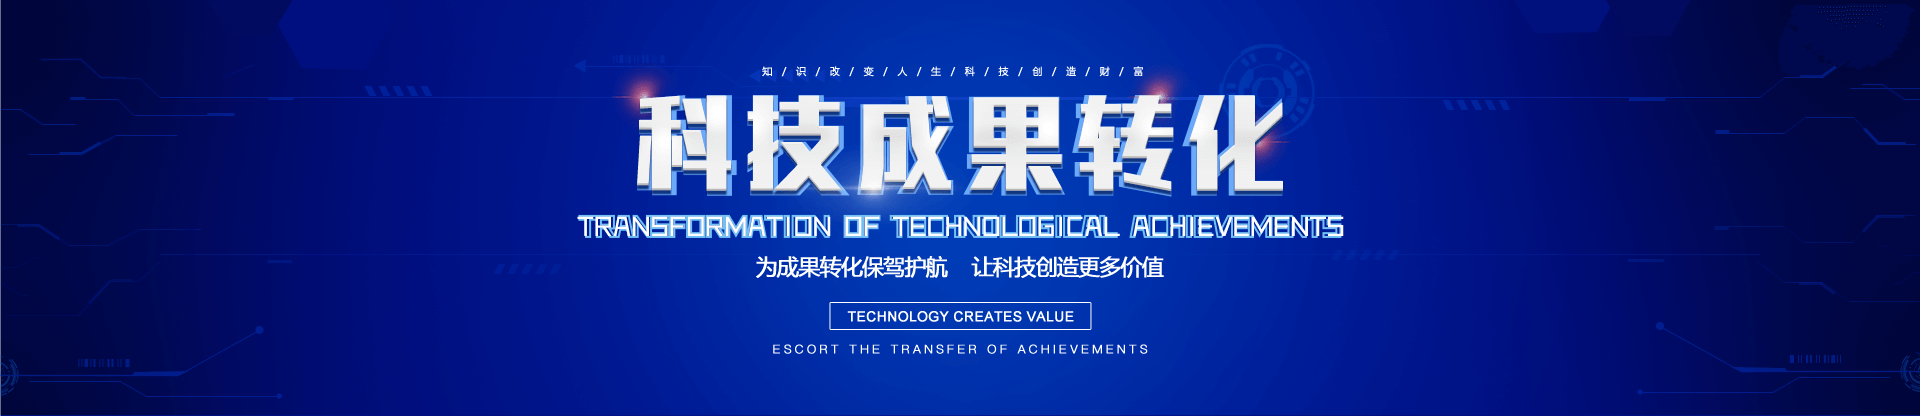 知/识/改/变/人/生/科/技/创/造/财/富
科技成果转化
TRANSFORMATION OF TECHNOLOGICAL ACHIEVEMENTS
为成果转化保驾护航 让科技创造更多价值
TECHNOLOGY CREATES VALUE
ESCORT THE TRANSFER OF ACHIEVEMENTS